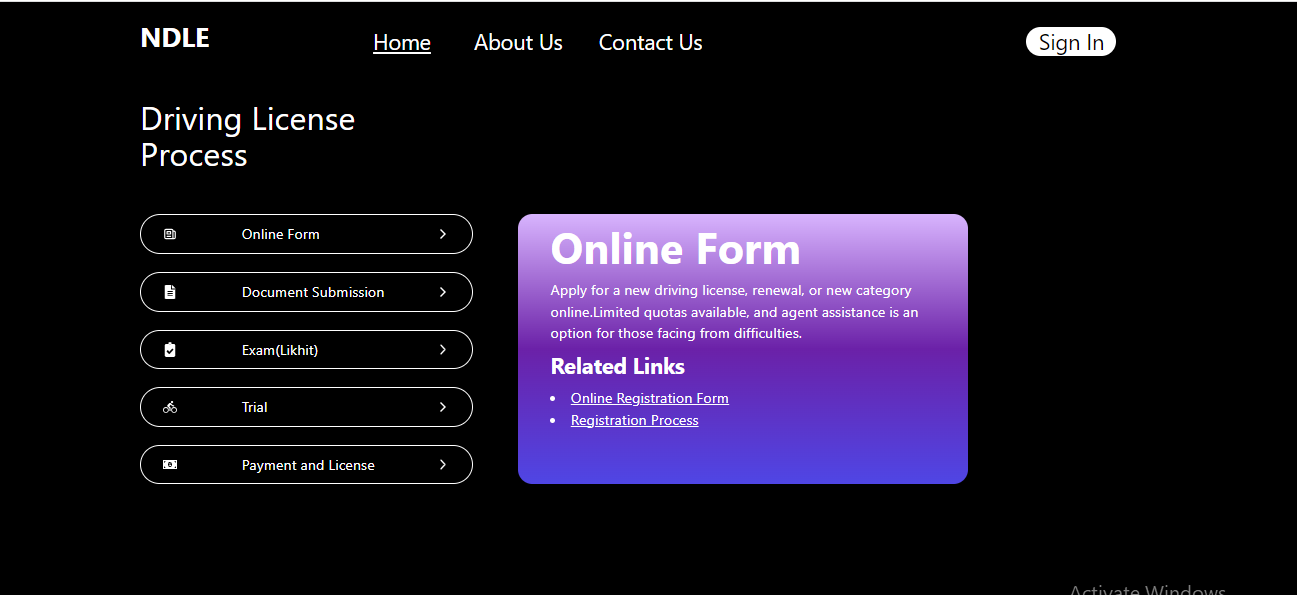 NDLE
Home
About Us
Contact Us
Sign In
Driving License
Process
Online Form
Document Submission
Exam(Likhit)
Trial
Payment and License
Online Form
Apply for a new driving license, renewal, or new category
online.Limited quotas available, and agent assistance is an
option for those facing from difficulties.
Related Links
Online Registration Form
Registration Process
Activate Windows